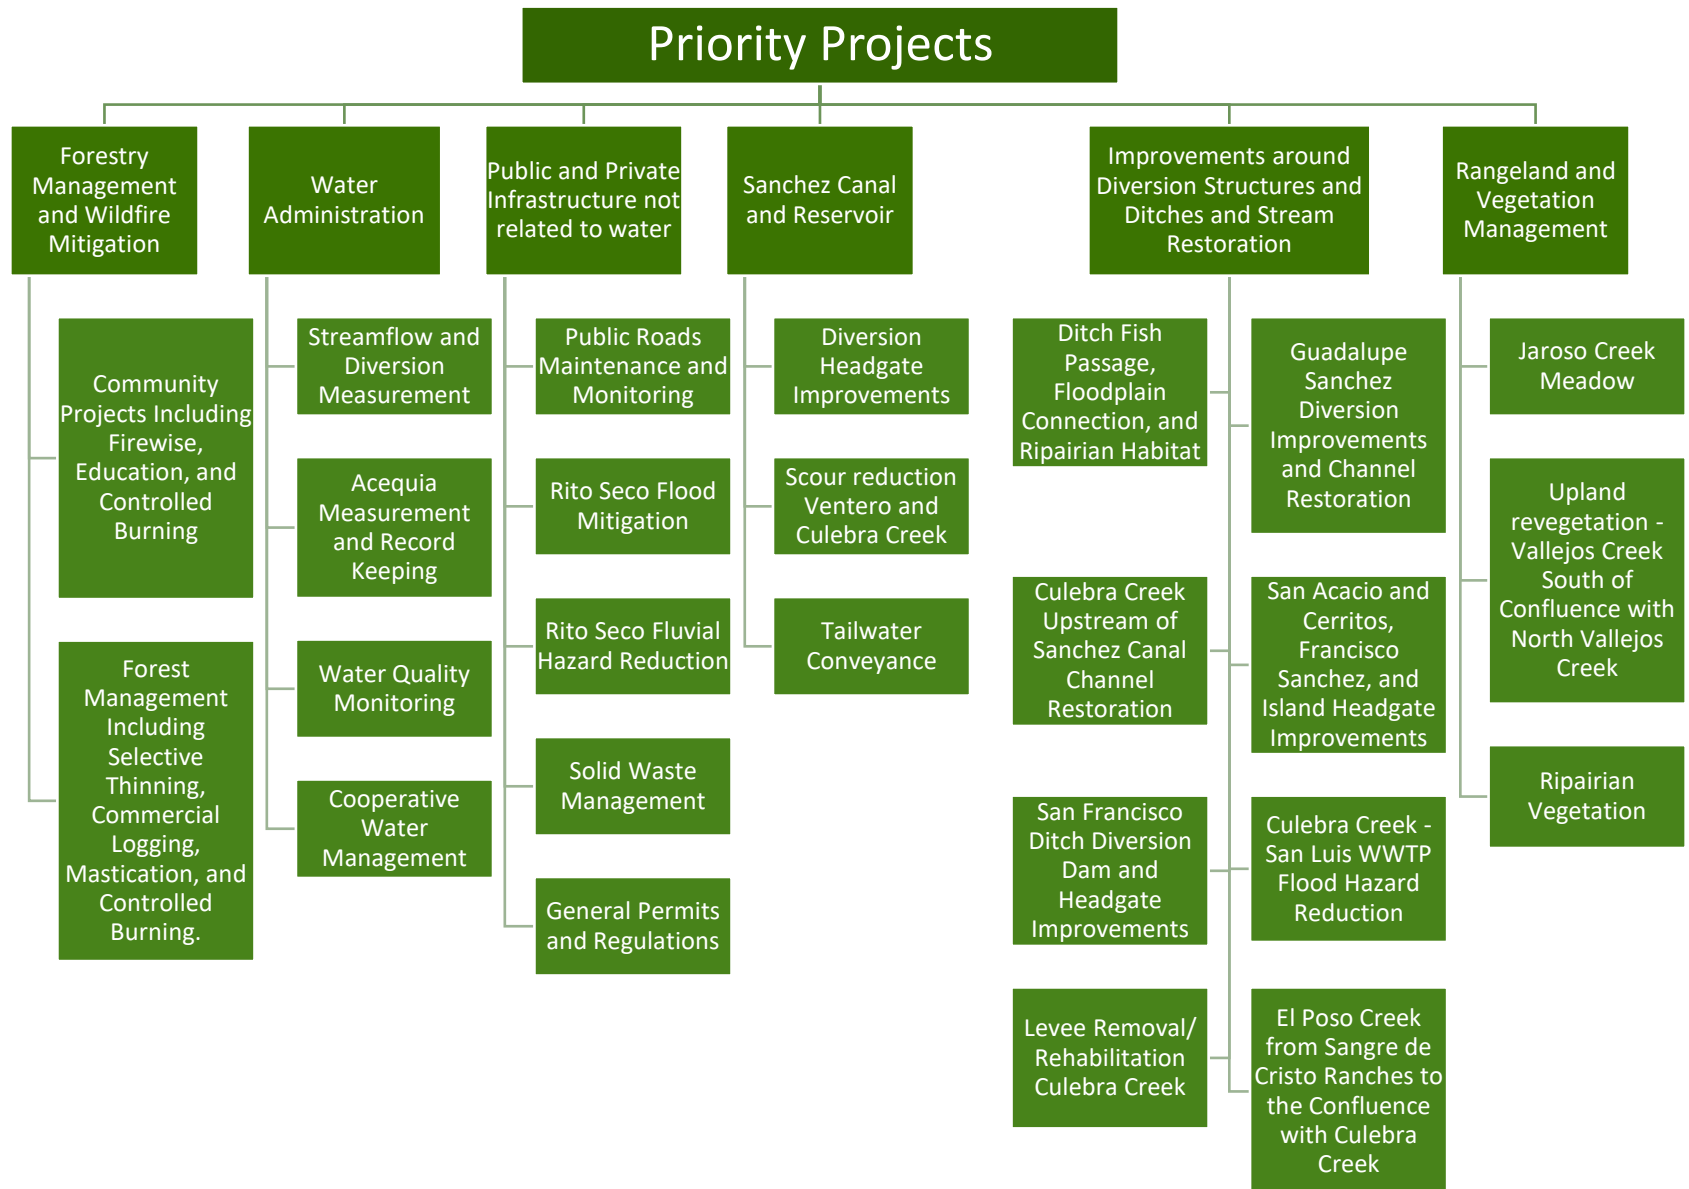 Priority Projects
Forestry
Management
and Wildfire
Mitigation
Community
Projects Including
Firewise,
Education, and
Controlled
Burning
Forest
Management
Including
Selective
Thinning,
Commercial
Logging,
Mastication, and
Controlled
Burning.
Water
Administration
Streamflow and
Diversion
Measurement
Acequia
Measurement
and Record
Keeping
Water Quality
Monitoring
Cooperative
Water
Management
Public and Private
Infrastructure not
related to water
Public Roads
Maintenance and
Monitoring
Rito Seco Flood
Mitigation
Rito Seco Fluvial
Hazard Reduction
Solid Waste
Management
General Permits
and Regulations
Sanchez Canal
and Reservoir
Diversion
Headgate
Improvements
Scour reduction
Ventero and
Culebra Creek
Tailwater
Conveyance
Improvements around
Diversion Structures and
Ditches and Stream
Restoration
Ditch Fish
Passage,
Floodplain
Connection, and
Ripairian Habitat
Guadalupe
Sanchez
Diversion
Improvements
and Channel
Restoration
Culebra Creek
Upstream of
Sanchez Canal
Channel
Restoration
San Acacio and
Cerritos,
Francisco
Sanchez, and
Island Headgate
Improvements
San Francisco
Ditch Diversion
Dam and
Headgate
Improvements
Culebra Creek -
San Luis WWTP
Flood Hazard
Reduction
Levee Removal/
Rehabilitation
Culebra Creek
El Poso Creek
from Sangre de
Cristo Ranches to
the Confluence
with Culebra
Creek
Rangeland and
Vegetation
Management
Jaroso Creek
Meadow
Upland
revegetation -
Vallejos Creek
South of
Confluence with
North Vallejos
Creek
Ripairian
Vegetation